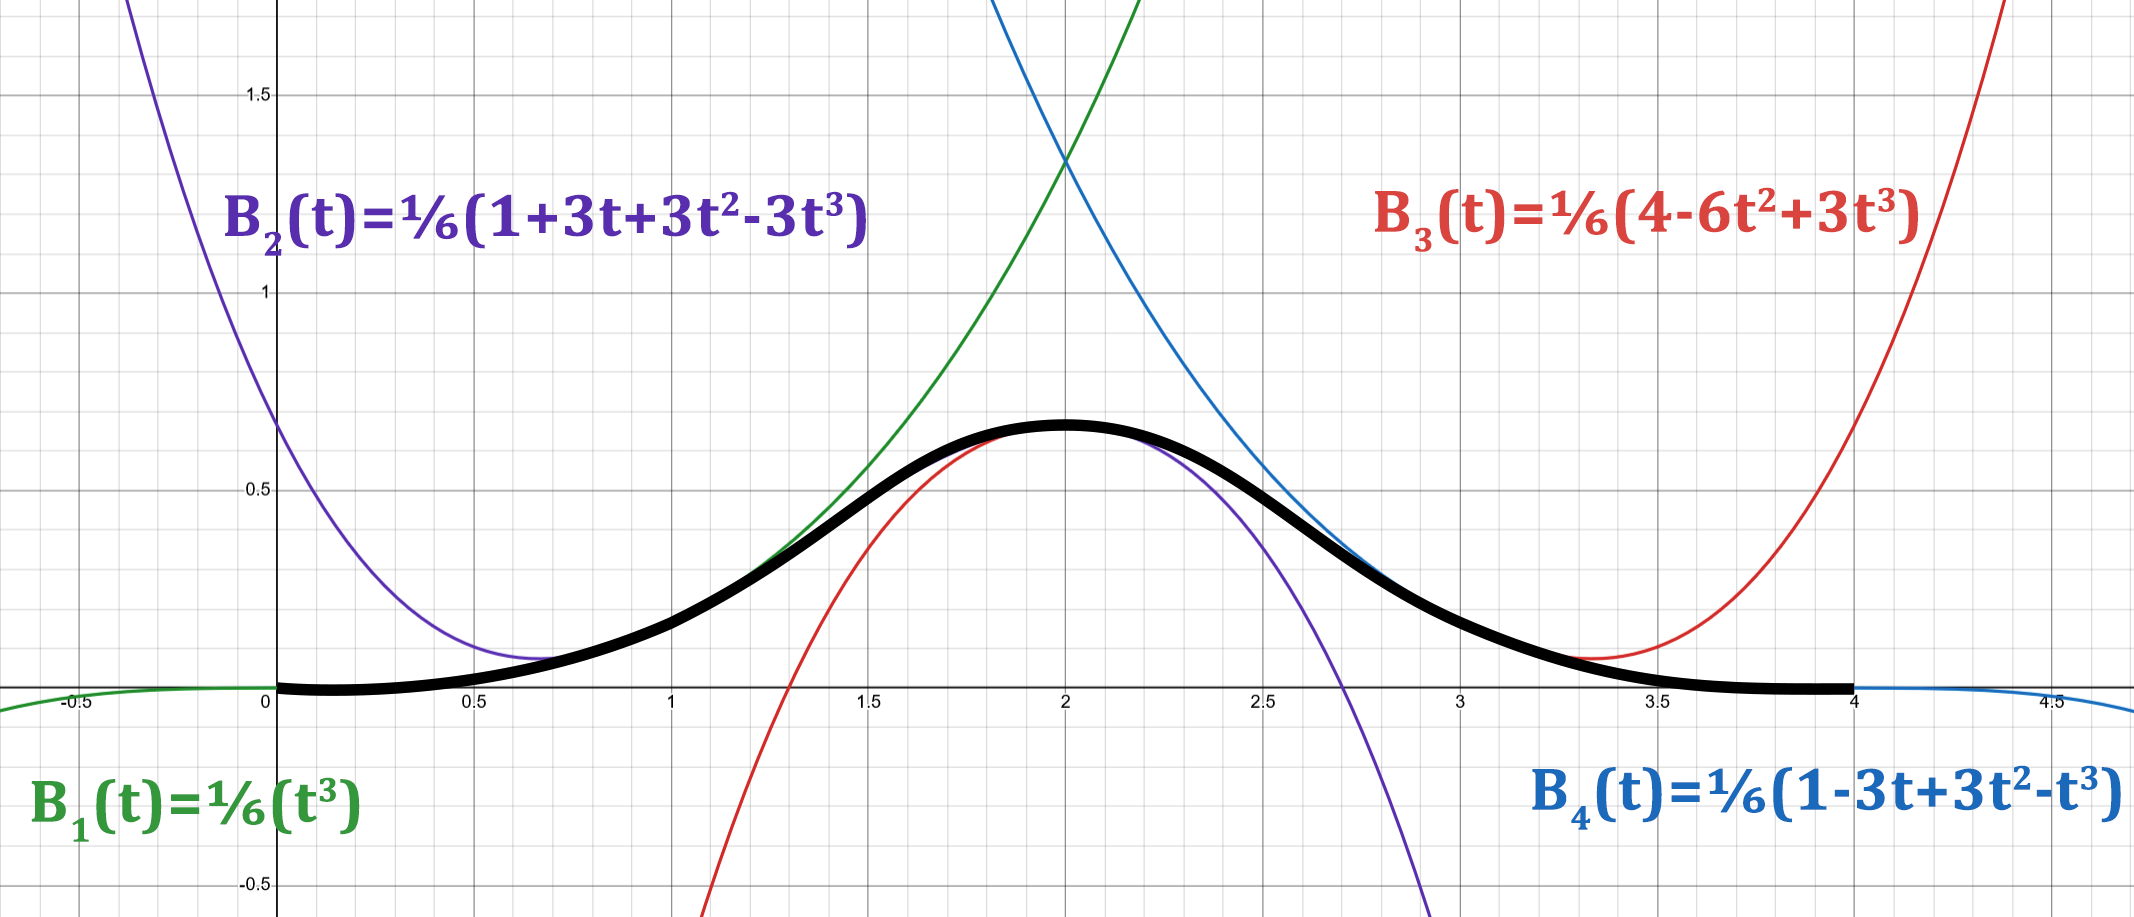 1.5
B₂(t)=⅙(1+3t+3t²-3t³)
B₃(t)=⅙(4-6t²+3t³)
1
0.5
-0.5 0 0.5 1 1.5 2 2.5 3 3.5 4 4.5
B₁(t)=⅙(t³)
B₄(t)=⅙(1-3t+3t²-t³)
-0.5